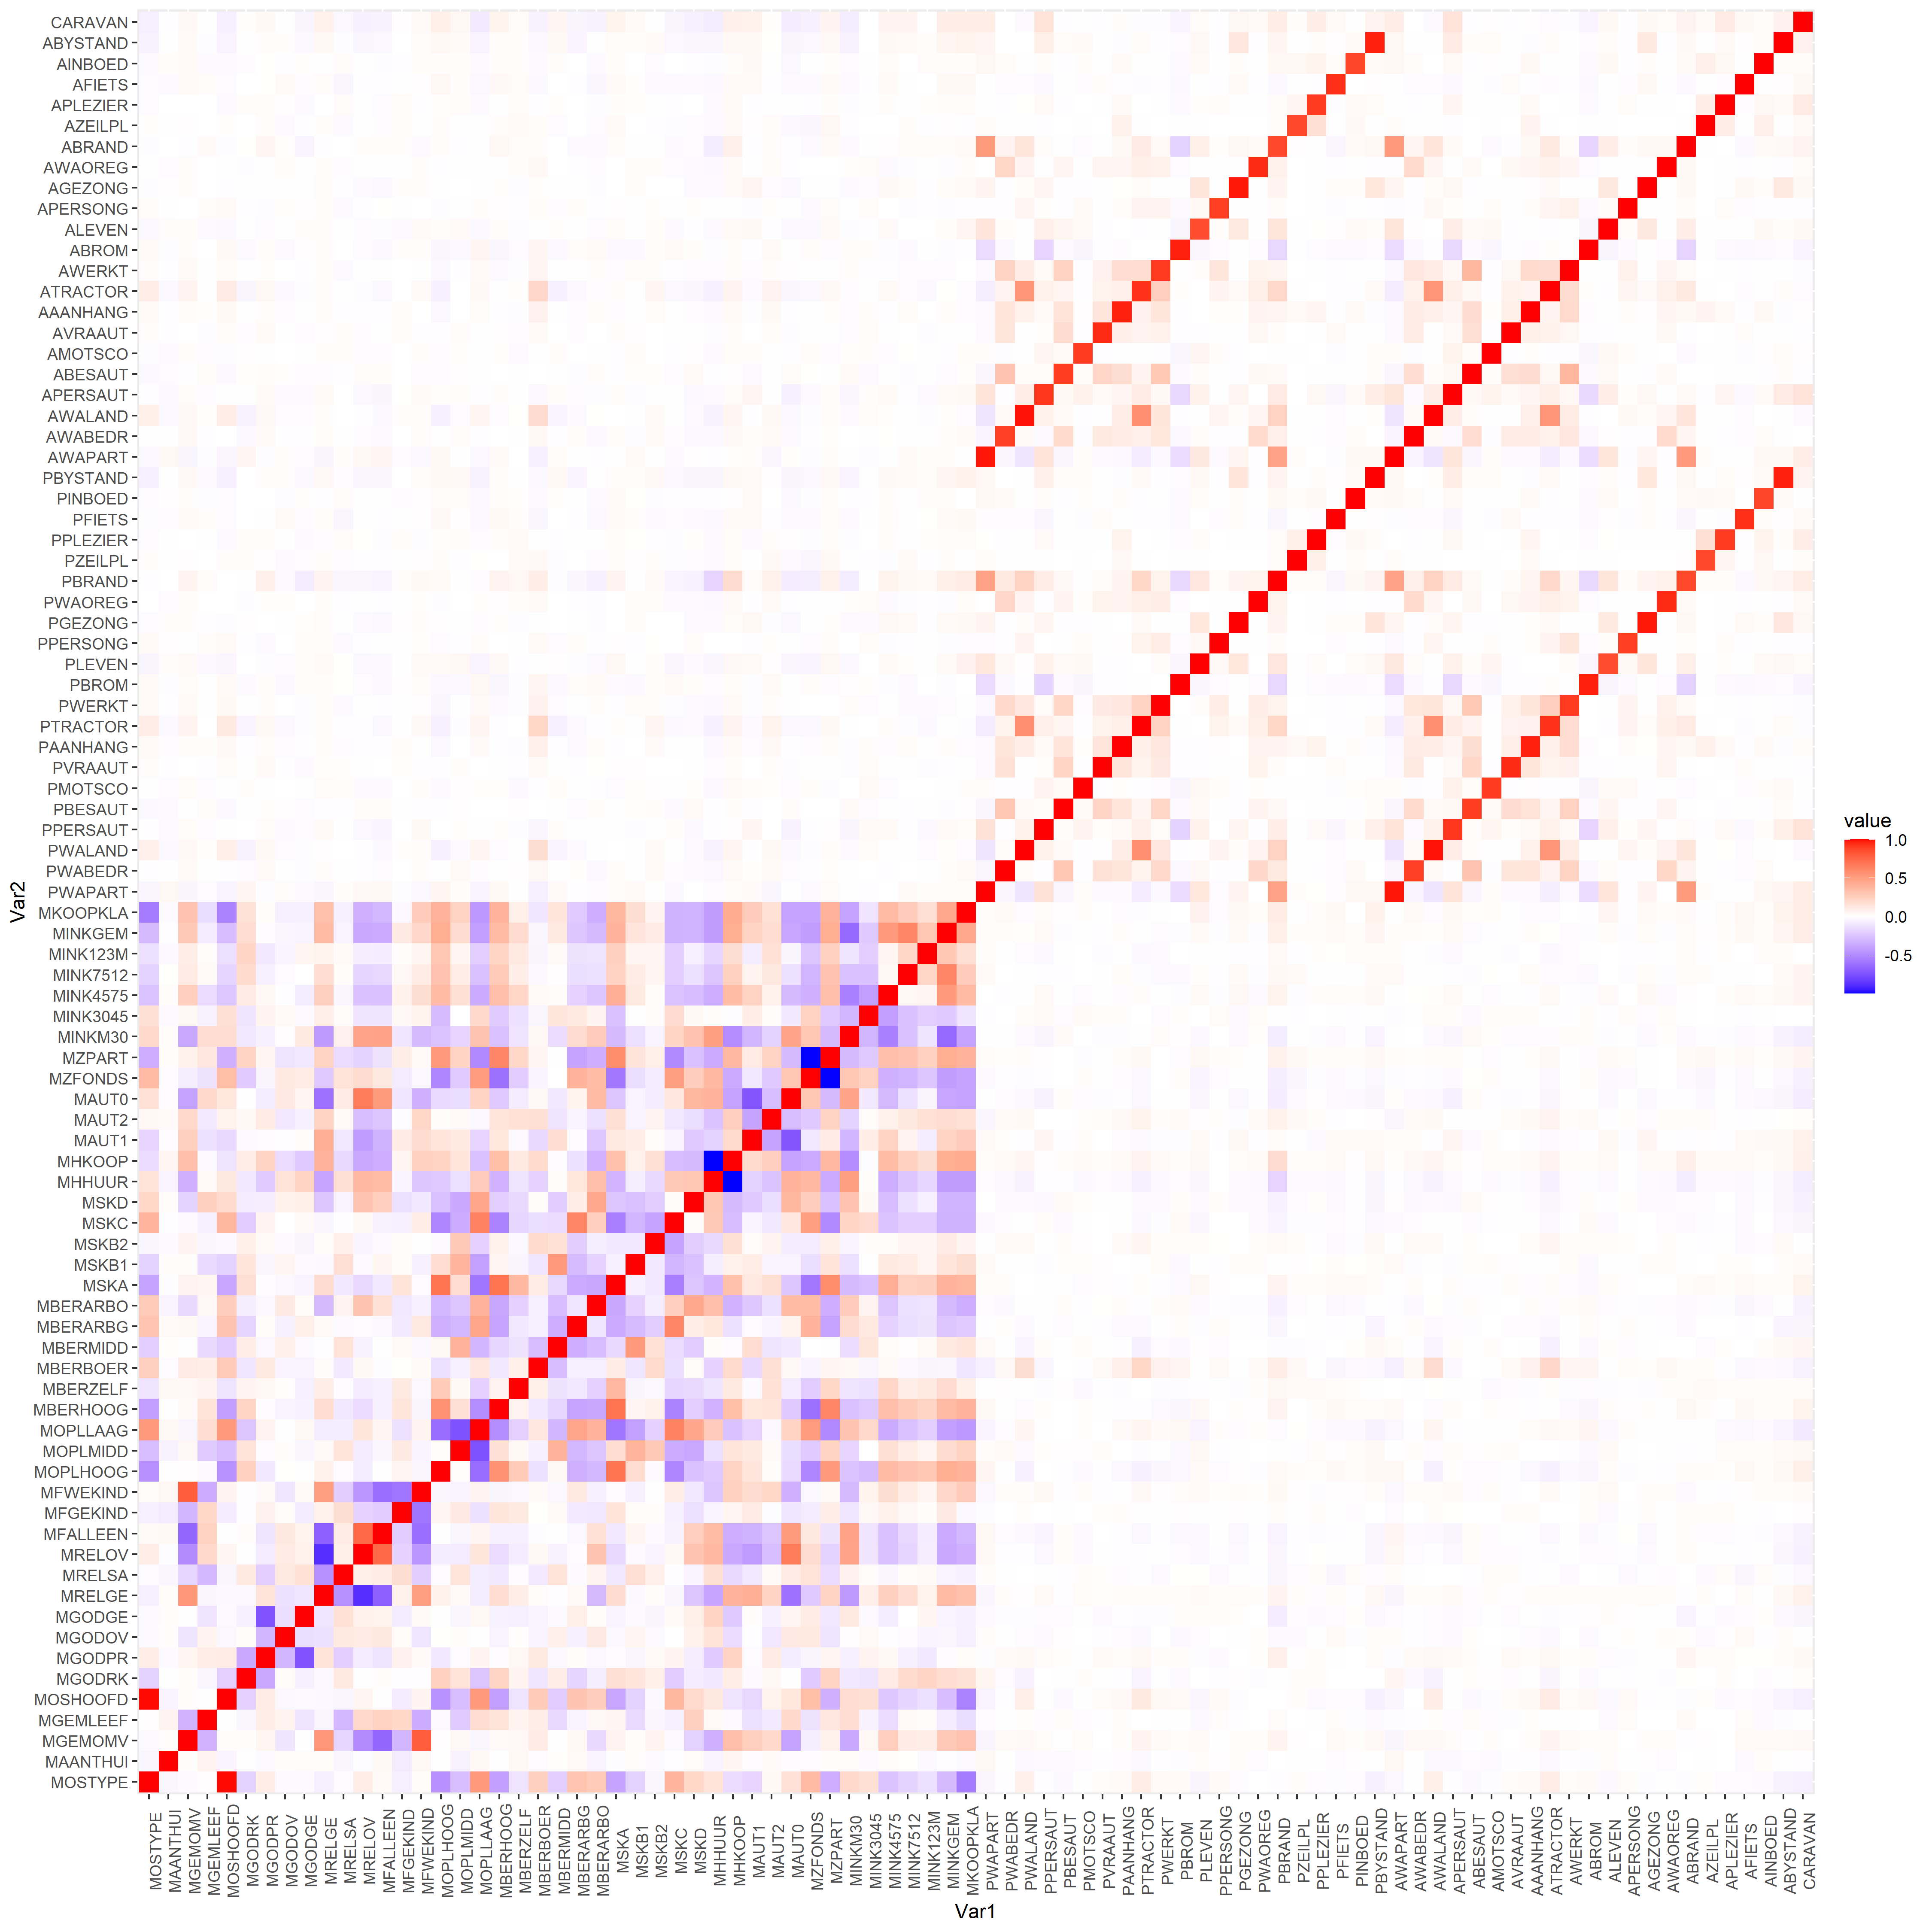 CARAVAN
ABYSTAND
AINBOED
AFIETS
APLEZIER
AZEILPL
ABRAND
AWAOREG
AGEZONG
APERSONG
ALEVEN
ABROM
AWERKT
ATRACTOR
AAANHANG
AVRAAUT
AMOTSCO
ABESAUT
APERSAUT
AWALAND
AWABEDR
AWAPART
PBYSTAND
PINBOED
PFIETS
PPLEZIER
PZEILPL
PBRAND
PWAOREG
PGEZONG
PPERSONG
PLEVEN
PBROM
PWERKT
PTRACTOR
PAANHANG
PVRAAUT
PMOTSCO
PBESAUT
PPERSAUT
PWALAND
PWABEDR
PWAPART
MKOOPKLA
MINKGEM
MINK123M
MINK7512
MINK4575
MINK3045
MINKM30
MZPART
MZFONDS
MAUT0
MAUT2
MAUT1
MHKOOP
MHHUUR
MSKD
MSKC
MSKB2
MSKB1
MSKA
MBERARBO
MBERARBG
MBERMIDD
MBERBOER
MBERZELF
MBERHOOG
MOPLLAAG
MOPLMIDD
MOPLHOOG
MFWEKIND
MFGEKIND
MFALLEEN
MRELOV
MRELSA
MRELGE
MGODGE
MGODOV
MGODPR
MGODRK
MOSHOOFD
MGEMLEEF
MGEMOMV
MAANTHUI
MOSTYPE
Var2
MOSTYPE
MAANTHUI
MGEMOMV
MGEMLEEF
MOSHOOFD
MGODRK
MGODPR
MGODOV
MGODGE
MRELGE
MRELSA
MRELOV
MFALLEEN
MFGEKIND
MFWEKIND
MOPLHOOG
MOPLMIDD
MOPLLAAG
MBERHOOG
MBERZELF
MBERBOER
MBERMIDD
MBERARBG
MBERARBO
MSKA
MSKB1
MSKB2
MSKC
MSKD
MHHUUR
MHKOOP
MAUT1
MAUT2
MAUT0
MZFONDS
MZPART
MINKM30
MINK3045
MINK4575
MINK7512
MINK123M
MINKGEM
MKOOPKLA
PWAPART
PWABEDR
PWALAND
PPERSAUT
PBESAUT
PMOTSCO
PVRAAUT
PAANHANG
PTRACTOR
PWERKT
PBROM
PLEVEN
PPERSONG
PGEZONG
PWAOREG
PBRAND
PZEILPL
PPLEZIER
PFIETS
PINBOED
PBYSTAND
AWAPART
AWABEDR
AWALAND
APERSAUT
ABESAUT
AMOTSCO
AVRAAUT
AAANHANG
ATRACTOR
AWERKT
ABROM
ALEVEN
APERSONG
AGEZONG
AWAOREG
ABRAND
AZEILPL
APLEZIER
AFIETS
AINBOED
ABYSTAND
CARAVAN
Var1
value
1.0
0.5
0.0
-0.5